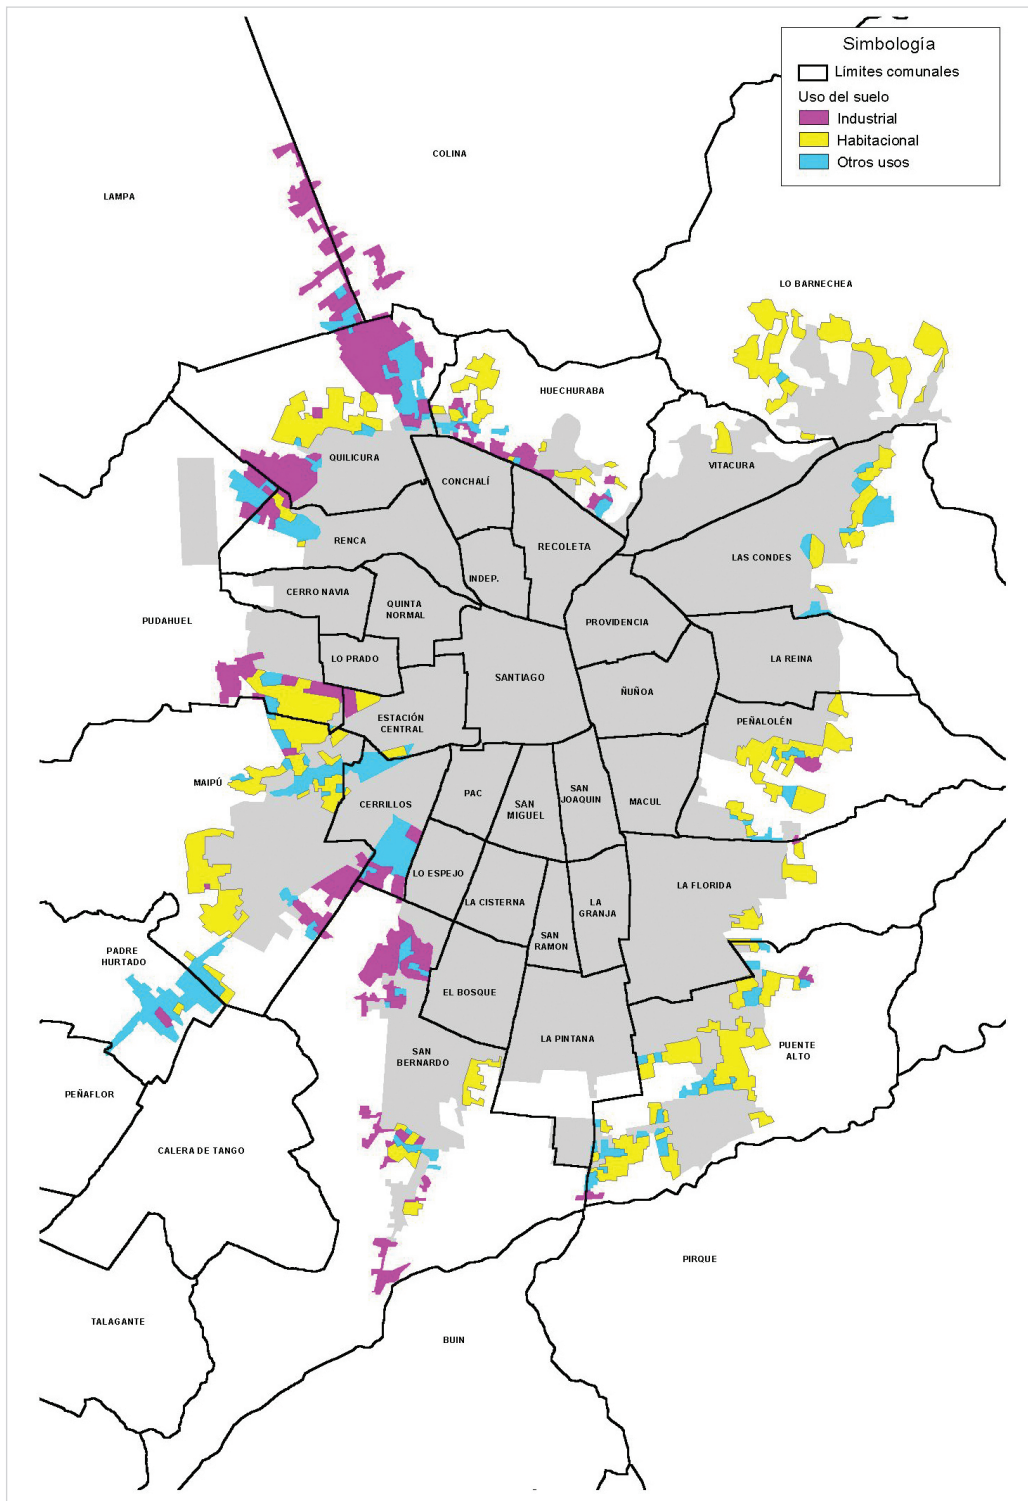 Simbología
Límites comunales
Uso del suelo
Industrial
Habitacional
Otros usos
COLINA
LAMPA
LO BARNECHEA
HUECHURABA
QUILICURA
CONCHALÍ
VITACURA
RENCA
RECOLETA
LAS CONDES
INDEP.
CERRO NAVIA
QUINTA
NORMAL
PUDAHUEL
PROVIDENCIA
LO PRADO
LA REINA
SANTIAGO
ÑUÑOA
ESTACIÓN
CENTRAL
PEÑALOLÉN
MAIPÚ
CERRILLOS
PAC
SAN
MIGUEL
SAN
JOAQUIN
MACUL
LO ESPEJO
LA FLORIDA
LA CISTERNA
LA
GRANJA
SAN
RAMON
PADRE
HURTADO
EL BOSQUE
LA PINTANA
PUENTE
ALTO
SAN
BERNARDO
PEÑAFLOR
CALERA DE TANGO
PIRQUE
TALAGANTE
BUIN